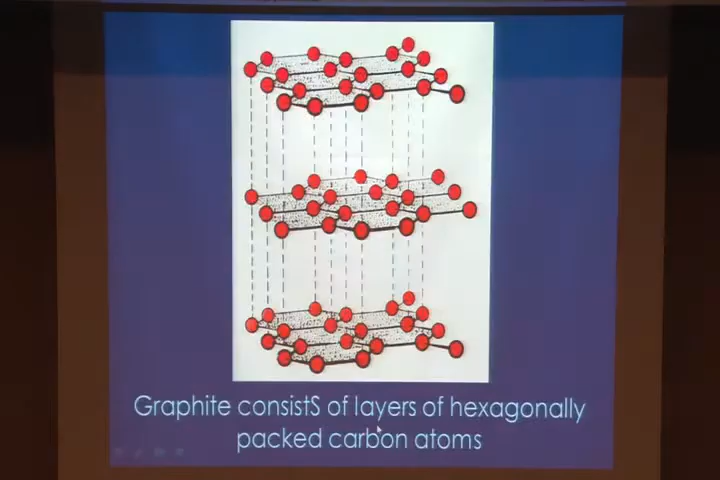 Graphite consistS of layers of hexagonally
packed carbon atoms